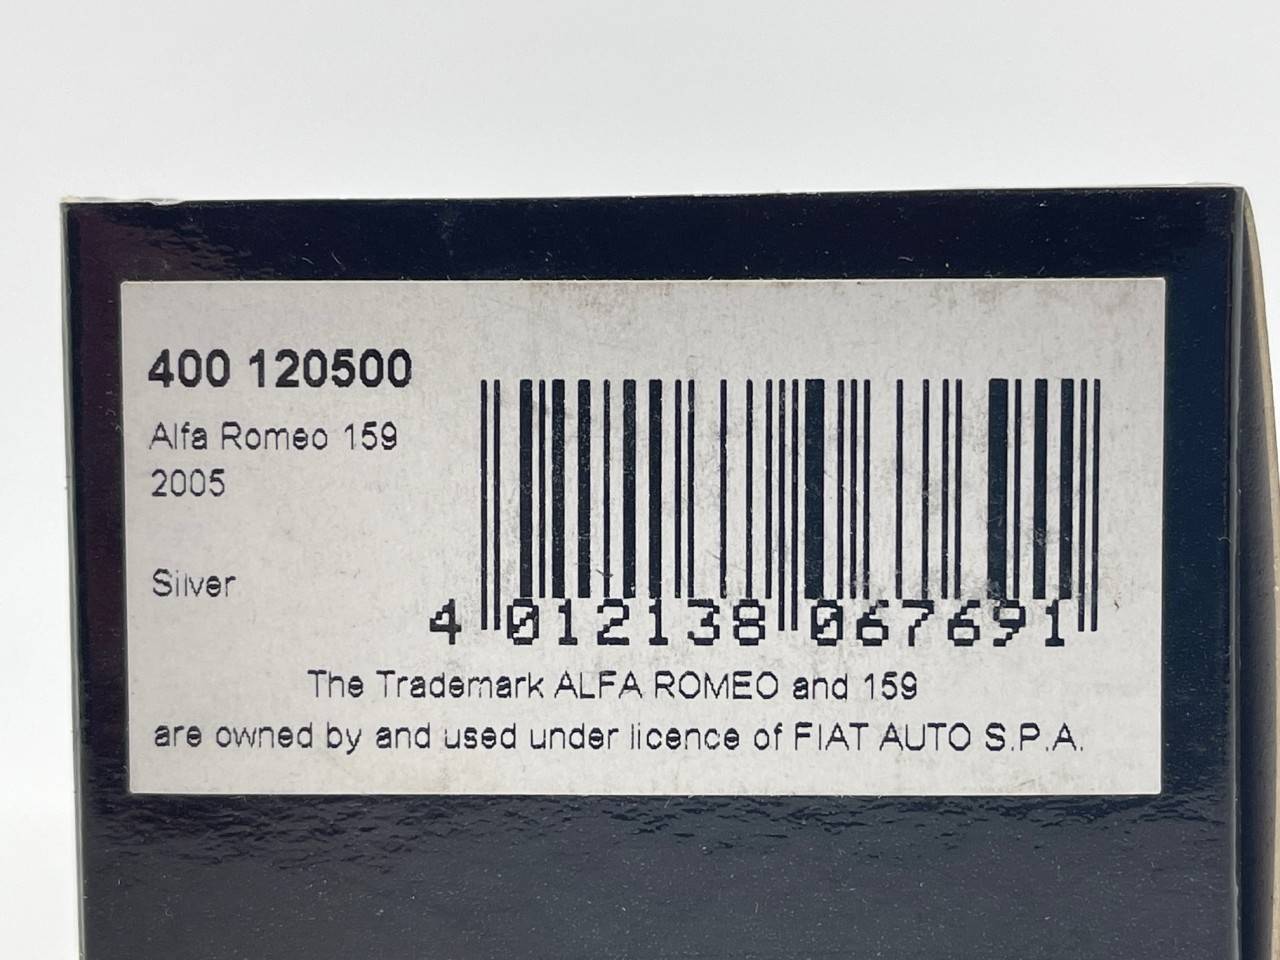 400 120500
Alfa Romeo 159
2005
Silver
4 012138 067691
The Trademark ALFA ROMEO and 159
are owned by and used under licence of FIAT AUTO S.P.A.